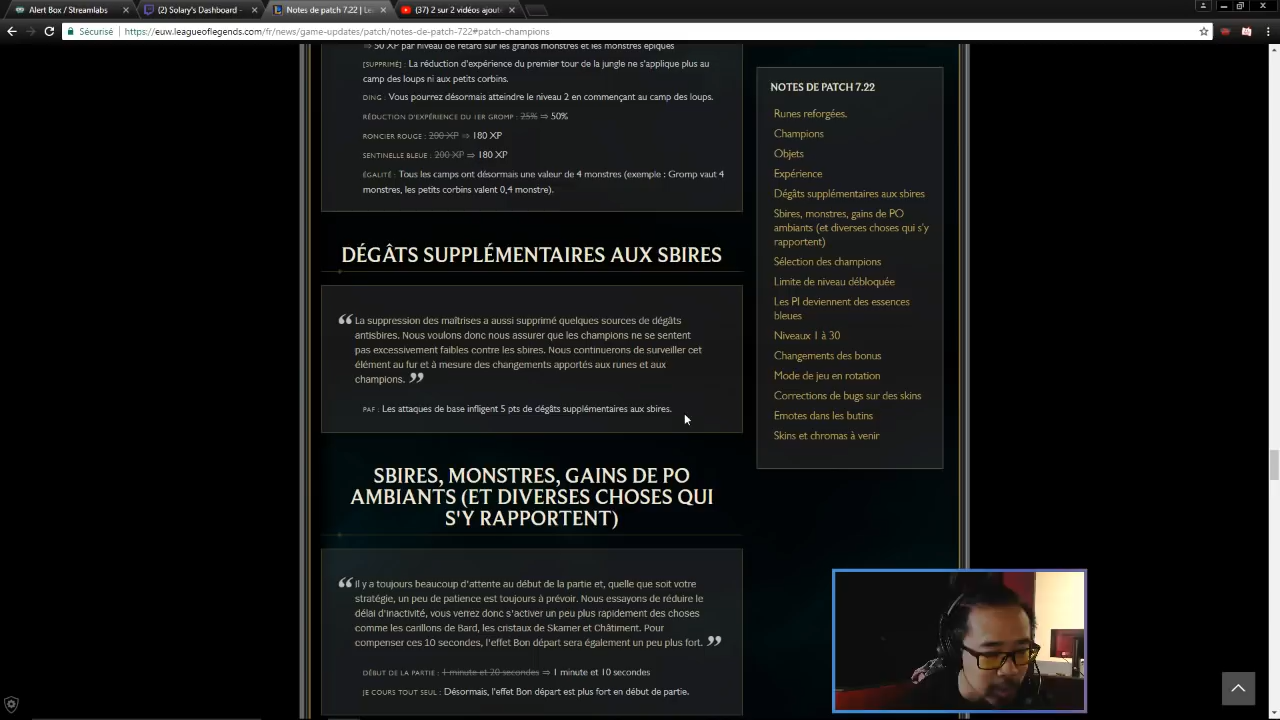 Alert Box / Streamlabs
Solary's Dashboard -
Notes de patch 7.22 | Le
(37) 2 sur 2 vidéos ajout
Sécurisé
https://euw.leagueoflegends.com/fr/news/game-updates/patch/notes-de-patch-722#patch-champions
⇒ 50 XP par niveau de retard sur les grands monstres et les monstres épiques
[SUPPRIMÉ] : La réduction d'expérience du premier tour de la jungle ne s'applique plus au
camp des loups ni aux petits corbins.
DING : Vous pourrez désormais atteindre le niveau 2 en commençant au camp des loups.
RÉDUCTION D'EXPÉRIENCE DU 1ER GROMP : 25% ⇒ 50%
RONCIER ROUGE : 200 XP ⇒ 180 XP
SENTINELLE BLEUE : 200 XP ⇒ 180 XP
ÉGALITÉ : Tous les camps ont désormais une valeur de 4 monstres (exemple : Gromp vaut 4
monstres, les petits corbins valent 0,4 monstre).
DÉGÂTS SUPPLÉMENTAIRES AUX SBIRES
“ La suppression des maîtrises a aussi supprimé quelques sources de dégâts
antisbires. Nous voulons donc nous assurer que les champions ne se sentent
pas excessivement faibles contre les sbires. Nous continuerons de surveiller cet
élément au fur et à mesure des changements apportés aux runes et aux
champions. ”
PAF : Les attaques de base infligent 5 pts de dégâts supplémentaires aux sbires.
SBIRES, MONSTRES, GAINS DE PO
AMBIANTS (ET DIVERSES CHOSES QUI
S'Y RAPPORTENT)
“ Il y a toujours beaucoup d'attente au début de la partie et, quelle que soit votre
stratégie, un peu de patience est toujours à prévoir. Nous essayons de réduire le
délai d'inactivité, vous verrez donc s'activer un peu plus rapidement des choses
comme les carillons de Bard, les cristaux de Skarner et Châtiment. Pour
compenser ces 10 secondes, l'effet Bon départ sera également un peu plus fort. ”
DÉBUT DE LA PARTIE : 1 minute et 20 secondes ⇒ 1 minute et 10 secondes
JE COURS TOUT SEUL : Désormais, l'effet Bon départ est plus fort en début de partie.
NOTES DE PATCH 7.22
Runes reforgées.
Champions
Objets
Expérience
Dégâts supplémentaires aux sbires
Sbires, monstres, gains de PO
ambiants (et diverses choses qui s'y
rapportent)
Sélection des champions
Limite de niveau débloquée
Les PI deviennent des essences
bleues
Niveaux 1 à 30
Changements des bonus
Mode de jeu en rotation
Corrections de bugs sur des skins
Emotes dans les butins
Skins et chromas à venir